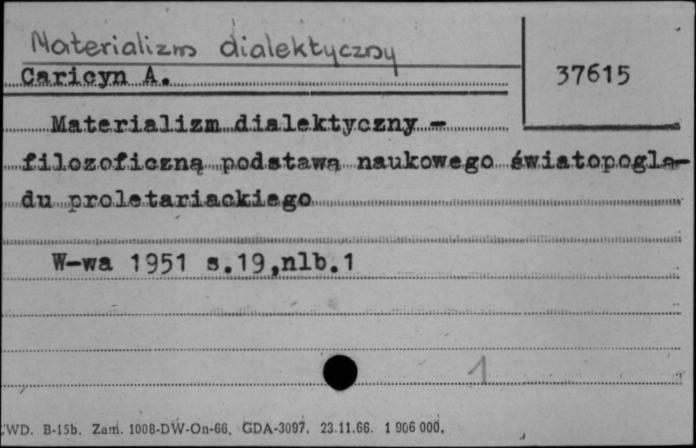 Materializm dialektyczny
Caricyn A.
37615
Materializm dialektyczny -
filozoficzną podstawą naukowego światopoglą-
du proletariackiego
W-wa 1951 s.19,nlb.1
1
WD. B-15b. Zam. 1008-DW-On-66. GDA-3097. 23.11.66. 1 906 000.